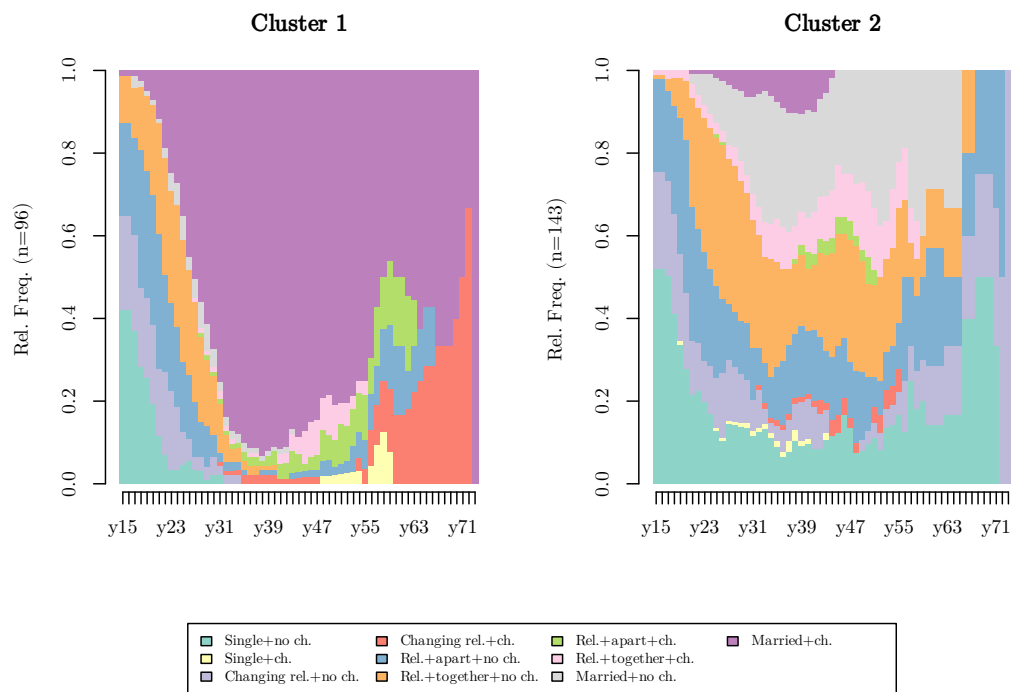 Cluster 1
Cluster 2
Rel. Freq. (n=96)
0.0 0.2 0.4 0.6 0.8 1.0
y15 y23 y31 y39 y47 y55 y63 y71
Rel. Freq. (n=143)
0.0 0.2 0.4 0.6 0.8 1.0
y15 y23 y31 y39 y47 y55 y63 y71
Single+no ch.
Single+ch.
Changing rel.+no ch.
Changing rel.+ch.
Rel.+apart+no ch.
Rel.+together+no ch.
Rel.+apart+ch.
Rel.+together+ch.
Married+no ch.
Married+ch.